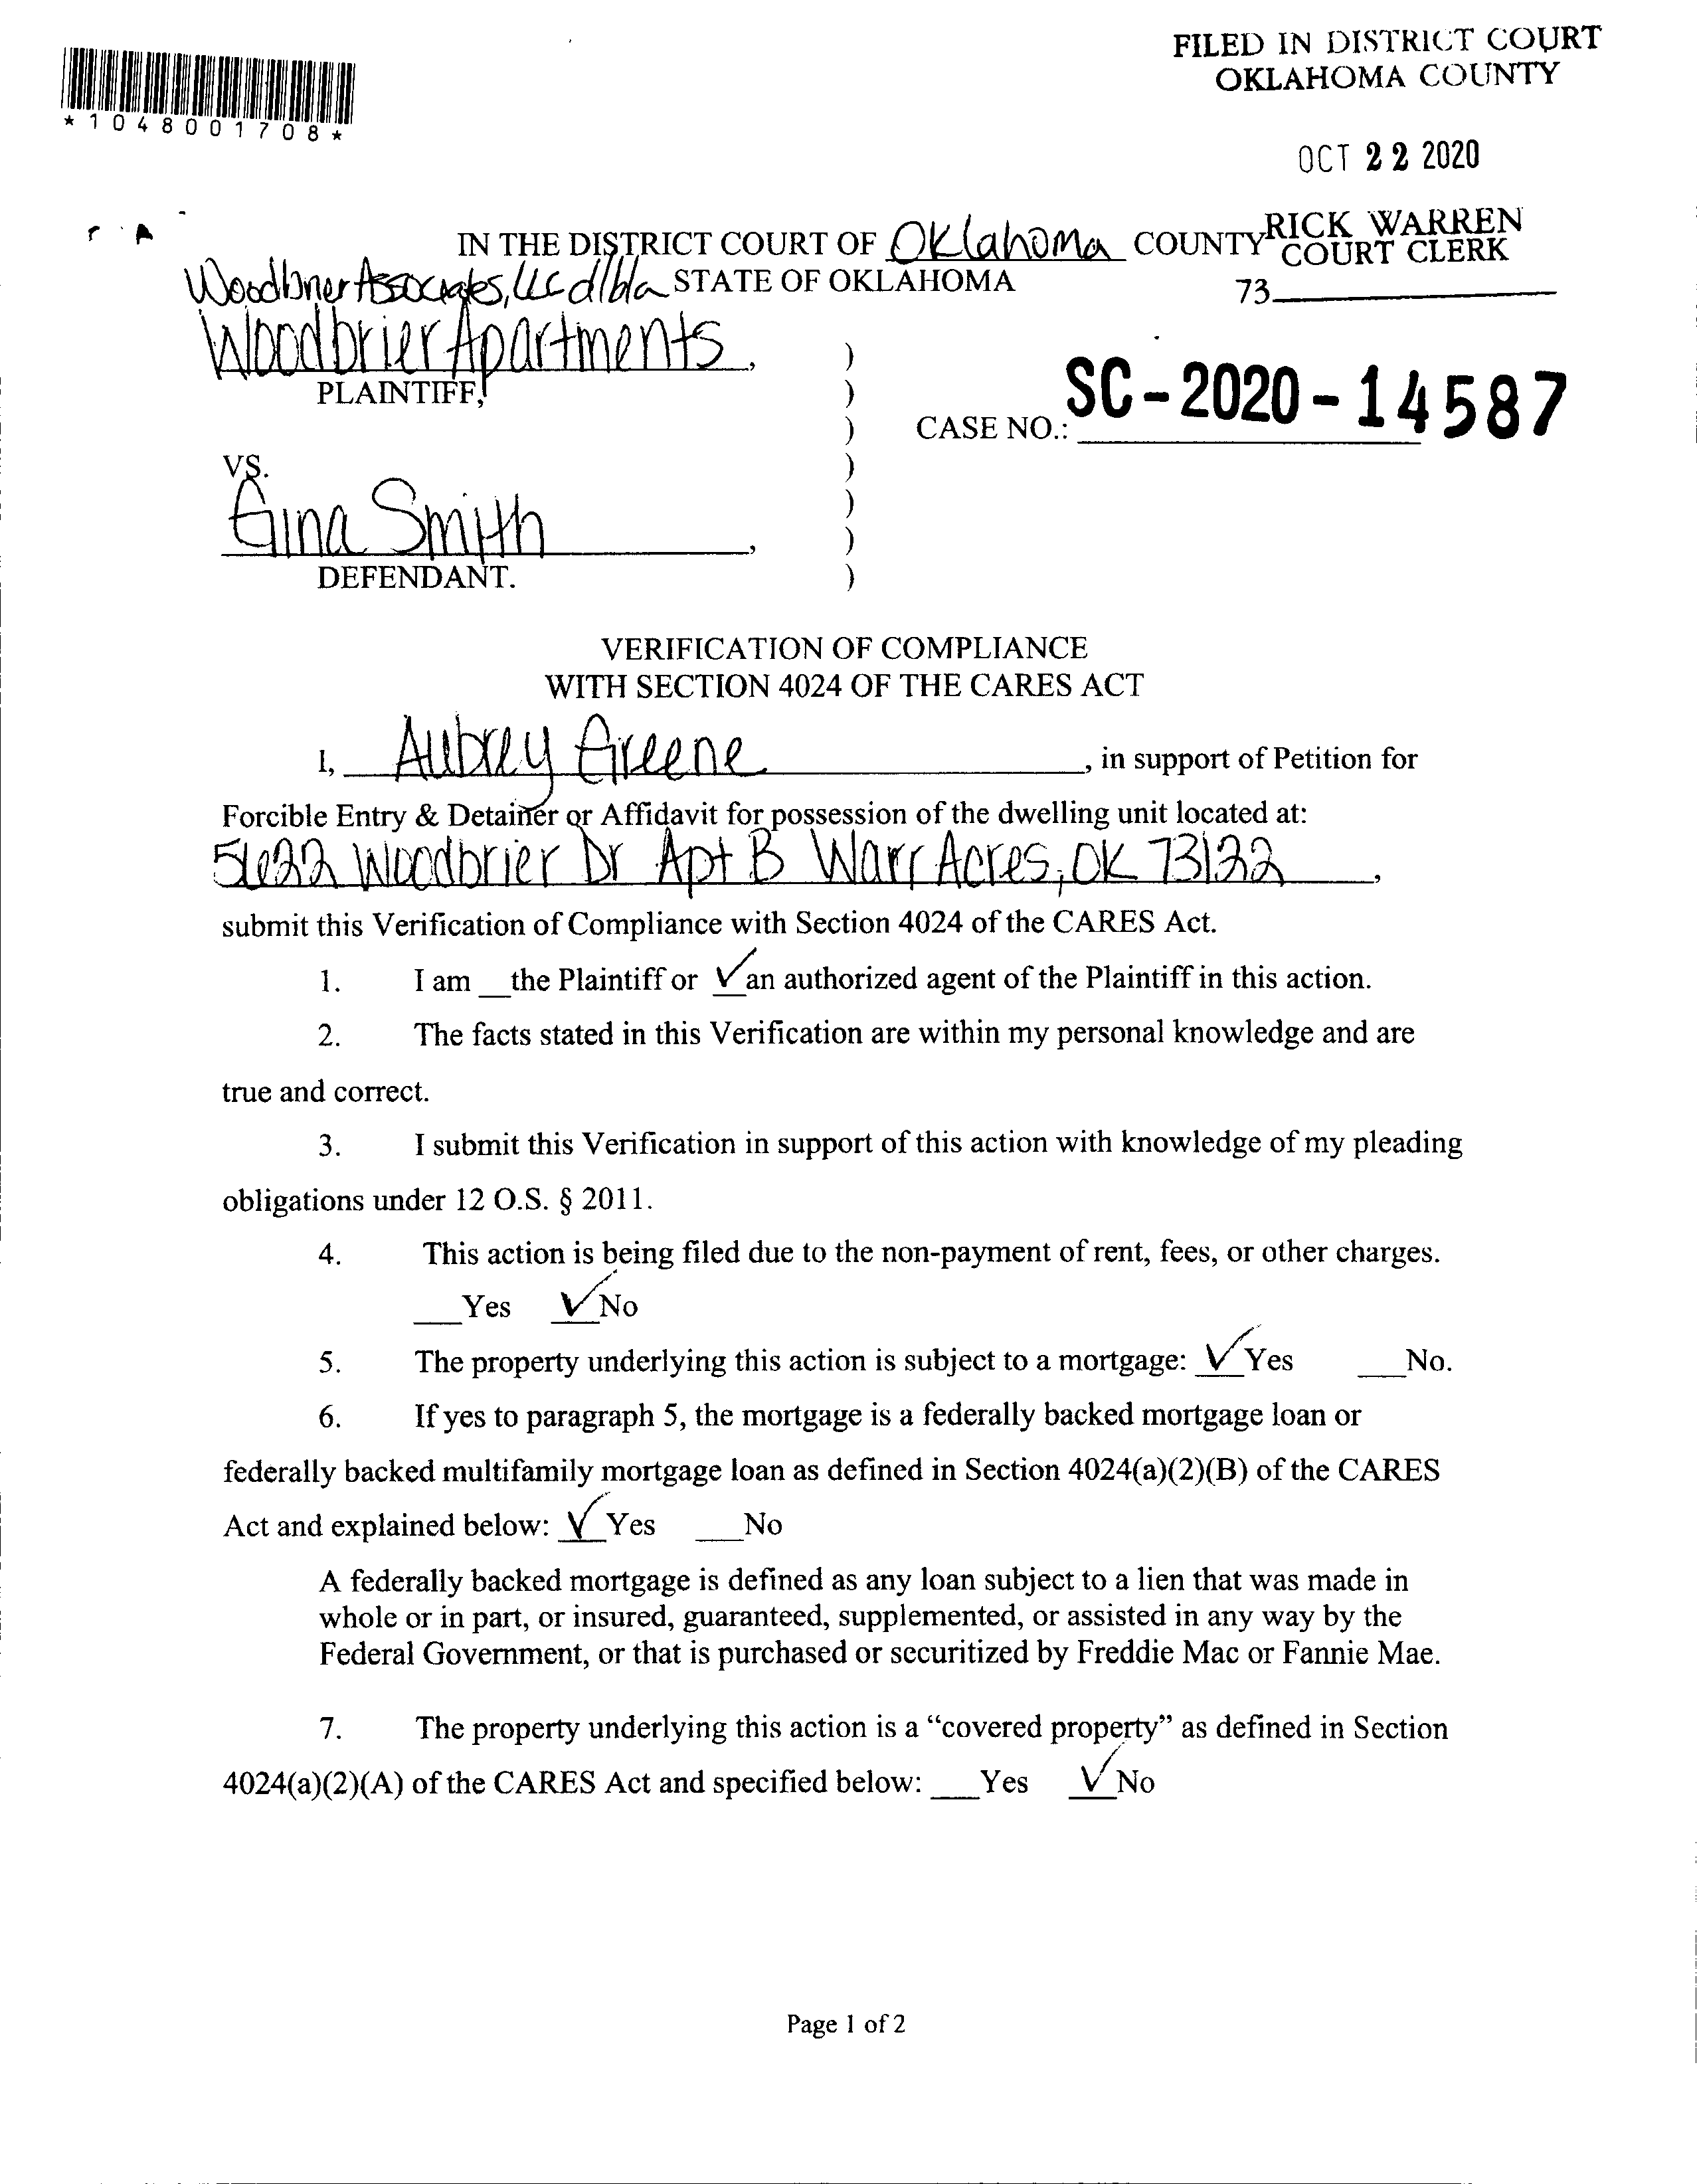 FILED IN DISTRICT COURT
OKLAHOMA COUNTY
*1048001708*
OCT 22 2020
RICK WARREN
COURT CLERK
73
IN THE DISTRICT COURT OF Oklahoma COUNTY
STATE OF OKLAHOMA
Woodbrier Associates, LLC d/b/a
Woodbrier Apartments,
PLAINTIFF,
CASE NO.: SC-2020-14587
VS.
Gina Smith,
DEFENDANT.
VERIFICATION OF COMPLIANCE
WITH SECTION 4024 OF THE CARES ACT
I, Aubrey Greene, in support of Petition for
Forcible Entry & Detainer or Affidavit for possession of the dwelling unit located at:
5622 Woodbrier Dr Apt B Warr Acres, OK 73122,
submit this Verification of Compliance with Section 4024 of the CARES Act.
1. I am __the Plaintiff or ✓an authorized agent of the Plaintiff in this action.
2. The facts stated in this Verification are within my personal knowledge and are
true and correct.
3. I submit this Verification in support of this action with knowledge of my pleading
obligations under 12 O.S. § 2011.
4. This action is being filed due to the non-payment of rent, fees, or other charges.
___Yes ✓No
5. The property underlying this action is subject to a mortgage: ✓Yes ___No.
6. If yes to paragraph 5, the mortgage is a federally backed mortgage loan or
federally backed multifamily mortgage loan as defined in Section 4024(a)(2)(B) of the CARES
Act and explained below: ✓Yes ___No
A federally backed mortgage is defined as any loan subject to a lien that was made in
whole or in part, or insured, guaranteed, supplemented, or assisted in any way by the
Federal Government, or that is purchased or securitized by Freddie Mac or Fannie Mae.
7. The property underlying this action is a “covered property” as defined in Section
4024(a)(2)(A) of the CARES Act and specified below: ___Yes ✓No
Page 1 of 2